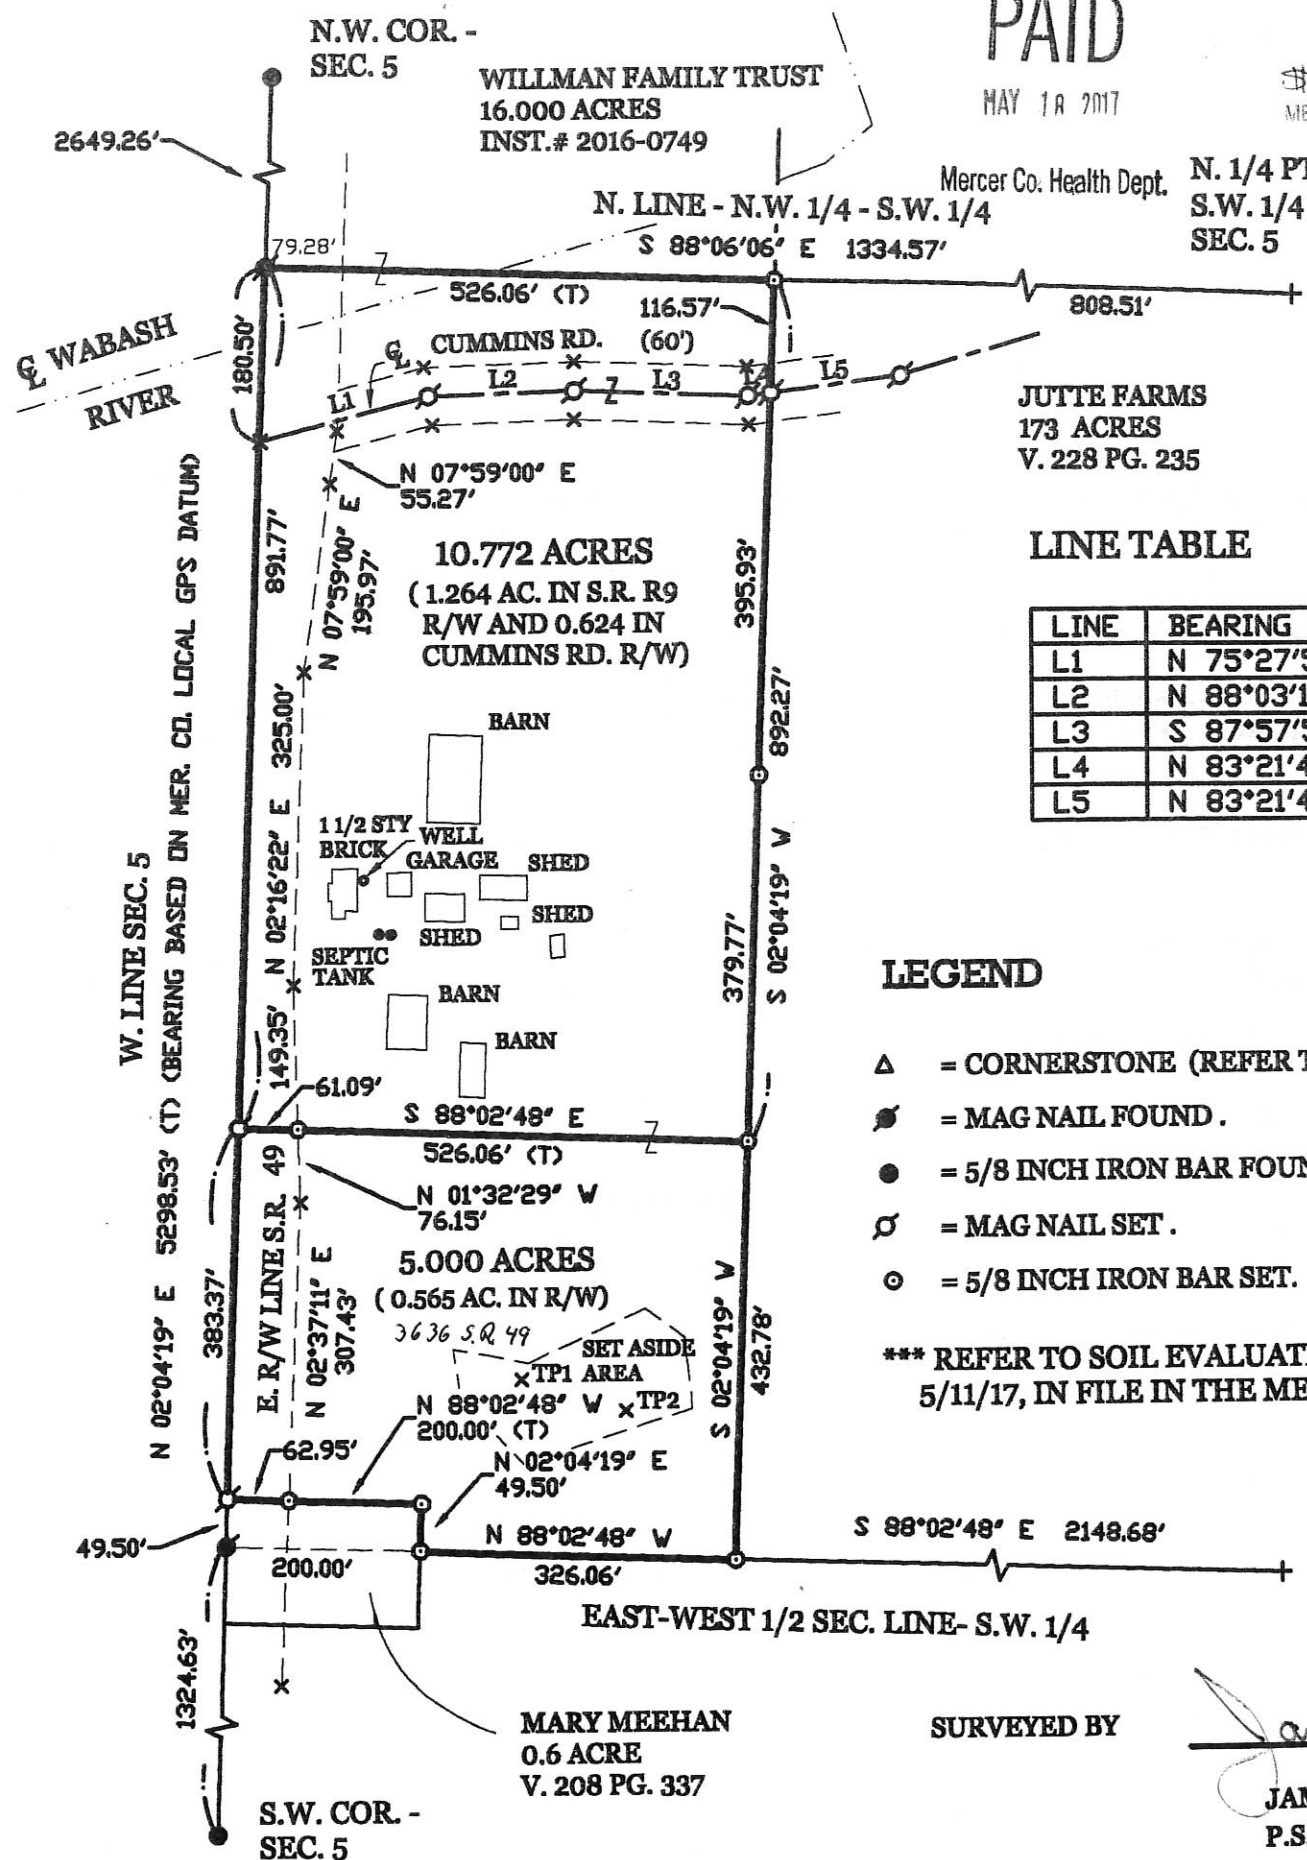 N.W. COR. -
SEC. 5
PAID
MAY 18 2017
WILLMAN FAMILY TRUST
16.000 ACRES
INST.# 2016-0749
2649.26'
Mercer Co. Health Dept.
N. 1/4
S.W. 1/4
SEC. 5
N. LINE - N.W. 1/4 - S.W. 1/4
S 88°06'06" E 1334.57'
79.28'
526.06' (T)
116.57'
808.51'
℄ WABASH
RIVER
180.50'
℄ CUMMINS RD. (60')
L1
L2
L3
L4
L5
JUTTE FARMS
173 ACRES
V. 228 PG. 235
N 07°59'00" E
55.27'
N 07°59'00" E
195.97'
891.77'
10.772 ACRES
( 1.264 AC. IN S.R. R9
R/W AND 0.624 IN
CUMMINS RD. R/W)
395.93'
892.27'
LINE TABLE
LINE BEARING
L1 N 75°27'5
L2 N 88°03'1
L3 S 87°57'5
L4 N 83°21'4
L5 N 83°21'4
W. LINE SEC. 5
N 02°04'19" E 5298.53' (T) (BEARING BASED ON MER. CO. LOCAL GPS DATUM)
149.35' N 02°16'22" E 325.00'
BARN
1 1/2 STY
BRICK
WELL
GARAGE
SHED
SHED
SHED
SEPTIC
TANK
BARN
BARN
379.77'
S 02°04'19" W
LEGEND
Δ = CORNERSTONE (REFER
= MAG NAIL FOUND .
● = 5/8 INCH IRON BAR
= MAG NAIL SET .
⊙ = 5/8 INCH IRON BAR SET.
61.09'
S 88°02'48" E
526.06' (T)
N 01°32'29" W
76.15'
383.37'
E. R/W LINE S.R. 49
N 02°37'11" E
307.43'
5.000 ACRES
( 0.565 AC. IN R/W)
3636 S.R. 49
SET ASIDE
AREA
TP1
TP2
N 88°02'48" W
200.00' (T)
S 02°04'19" W
432.78'
*** REFER TO SOIL
5/11/17, IN FILE IN THE
62.95'
N 02°04'19" E
49.50'
49.50'
200.00'
N 88°02'48" W
326.06'
S 88°02'48" E 2148.68'
EAST-WEST 1/2 SEC. LINE- S.W. 1/4
1324.63'
MARY MEEHAN
0.6 ACRE
V. 208 PG. 337
SURVEYED BY
P.S.
S.W. COR. -
SEC. 5